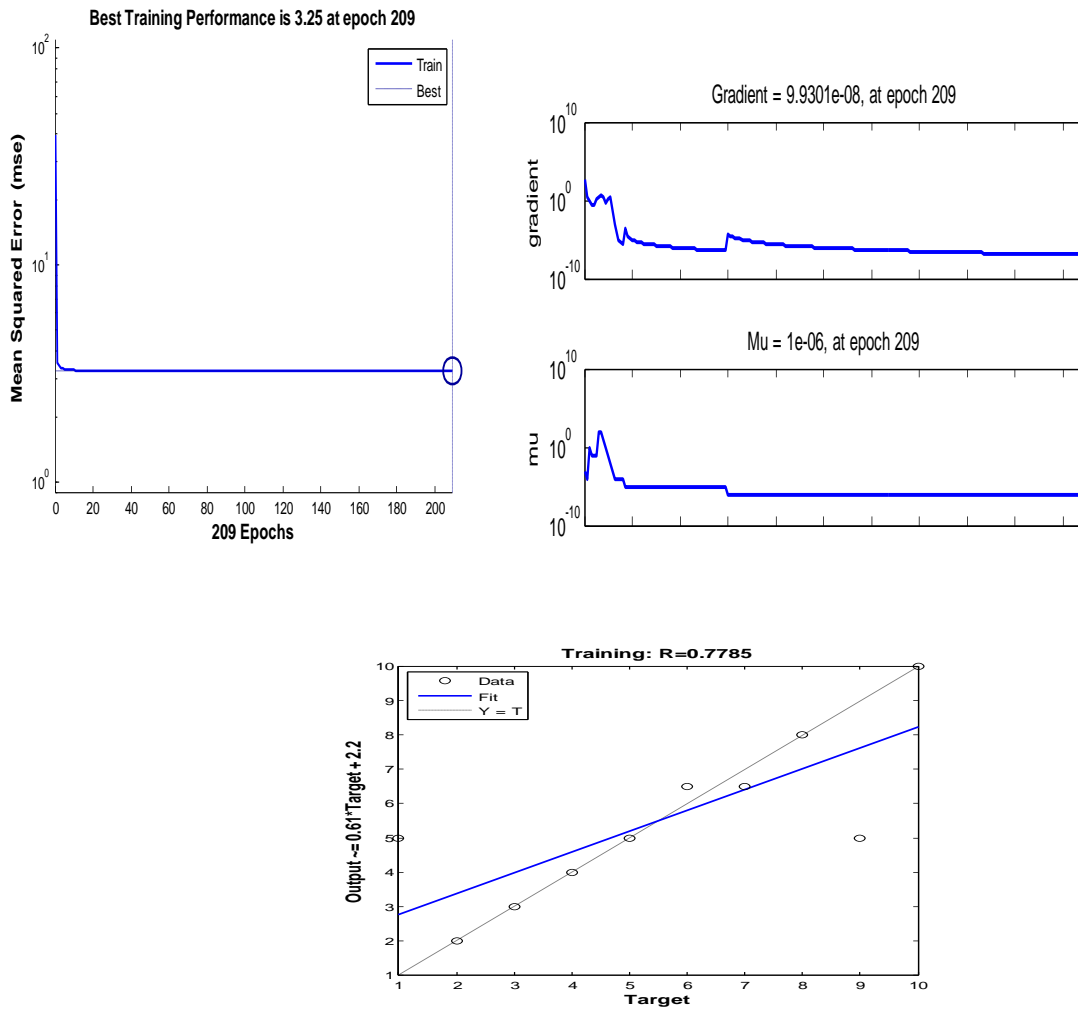 Best Training Performance is 3.25 at epoch 209
10^2
10^1
10^0
Mean Squared Error (mse)
Train
Best
0 20 40 60 80 100 120 140 160 180 200
209 Epochs
Gradient = 9.9301e-08, at epoch 209
10^10
10^0
10^-10
gradient
Mu = 1e-06, at epoch 209
10^10
10^0
10^-10
mu
Training: R=0.7785
Data
Fit
Y = T
10
9
8
7
6
5
4
3
2
1
Output ~= 0.61*Target + 2.2
1 2 3 4 5 6 7 8 9 10
Target